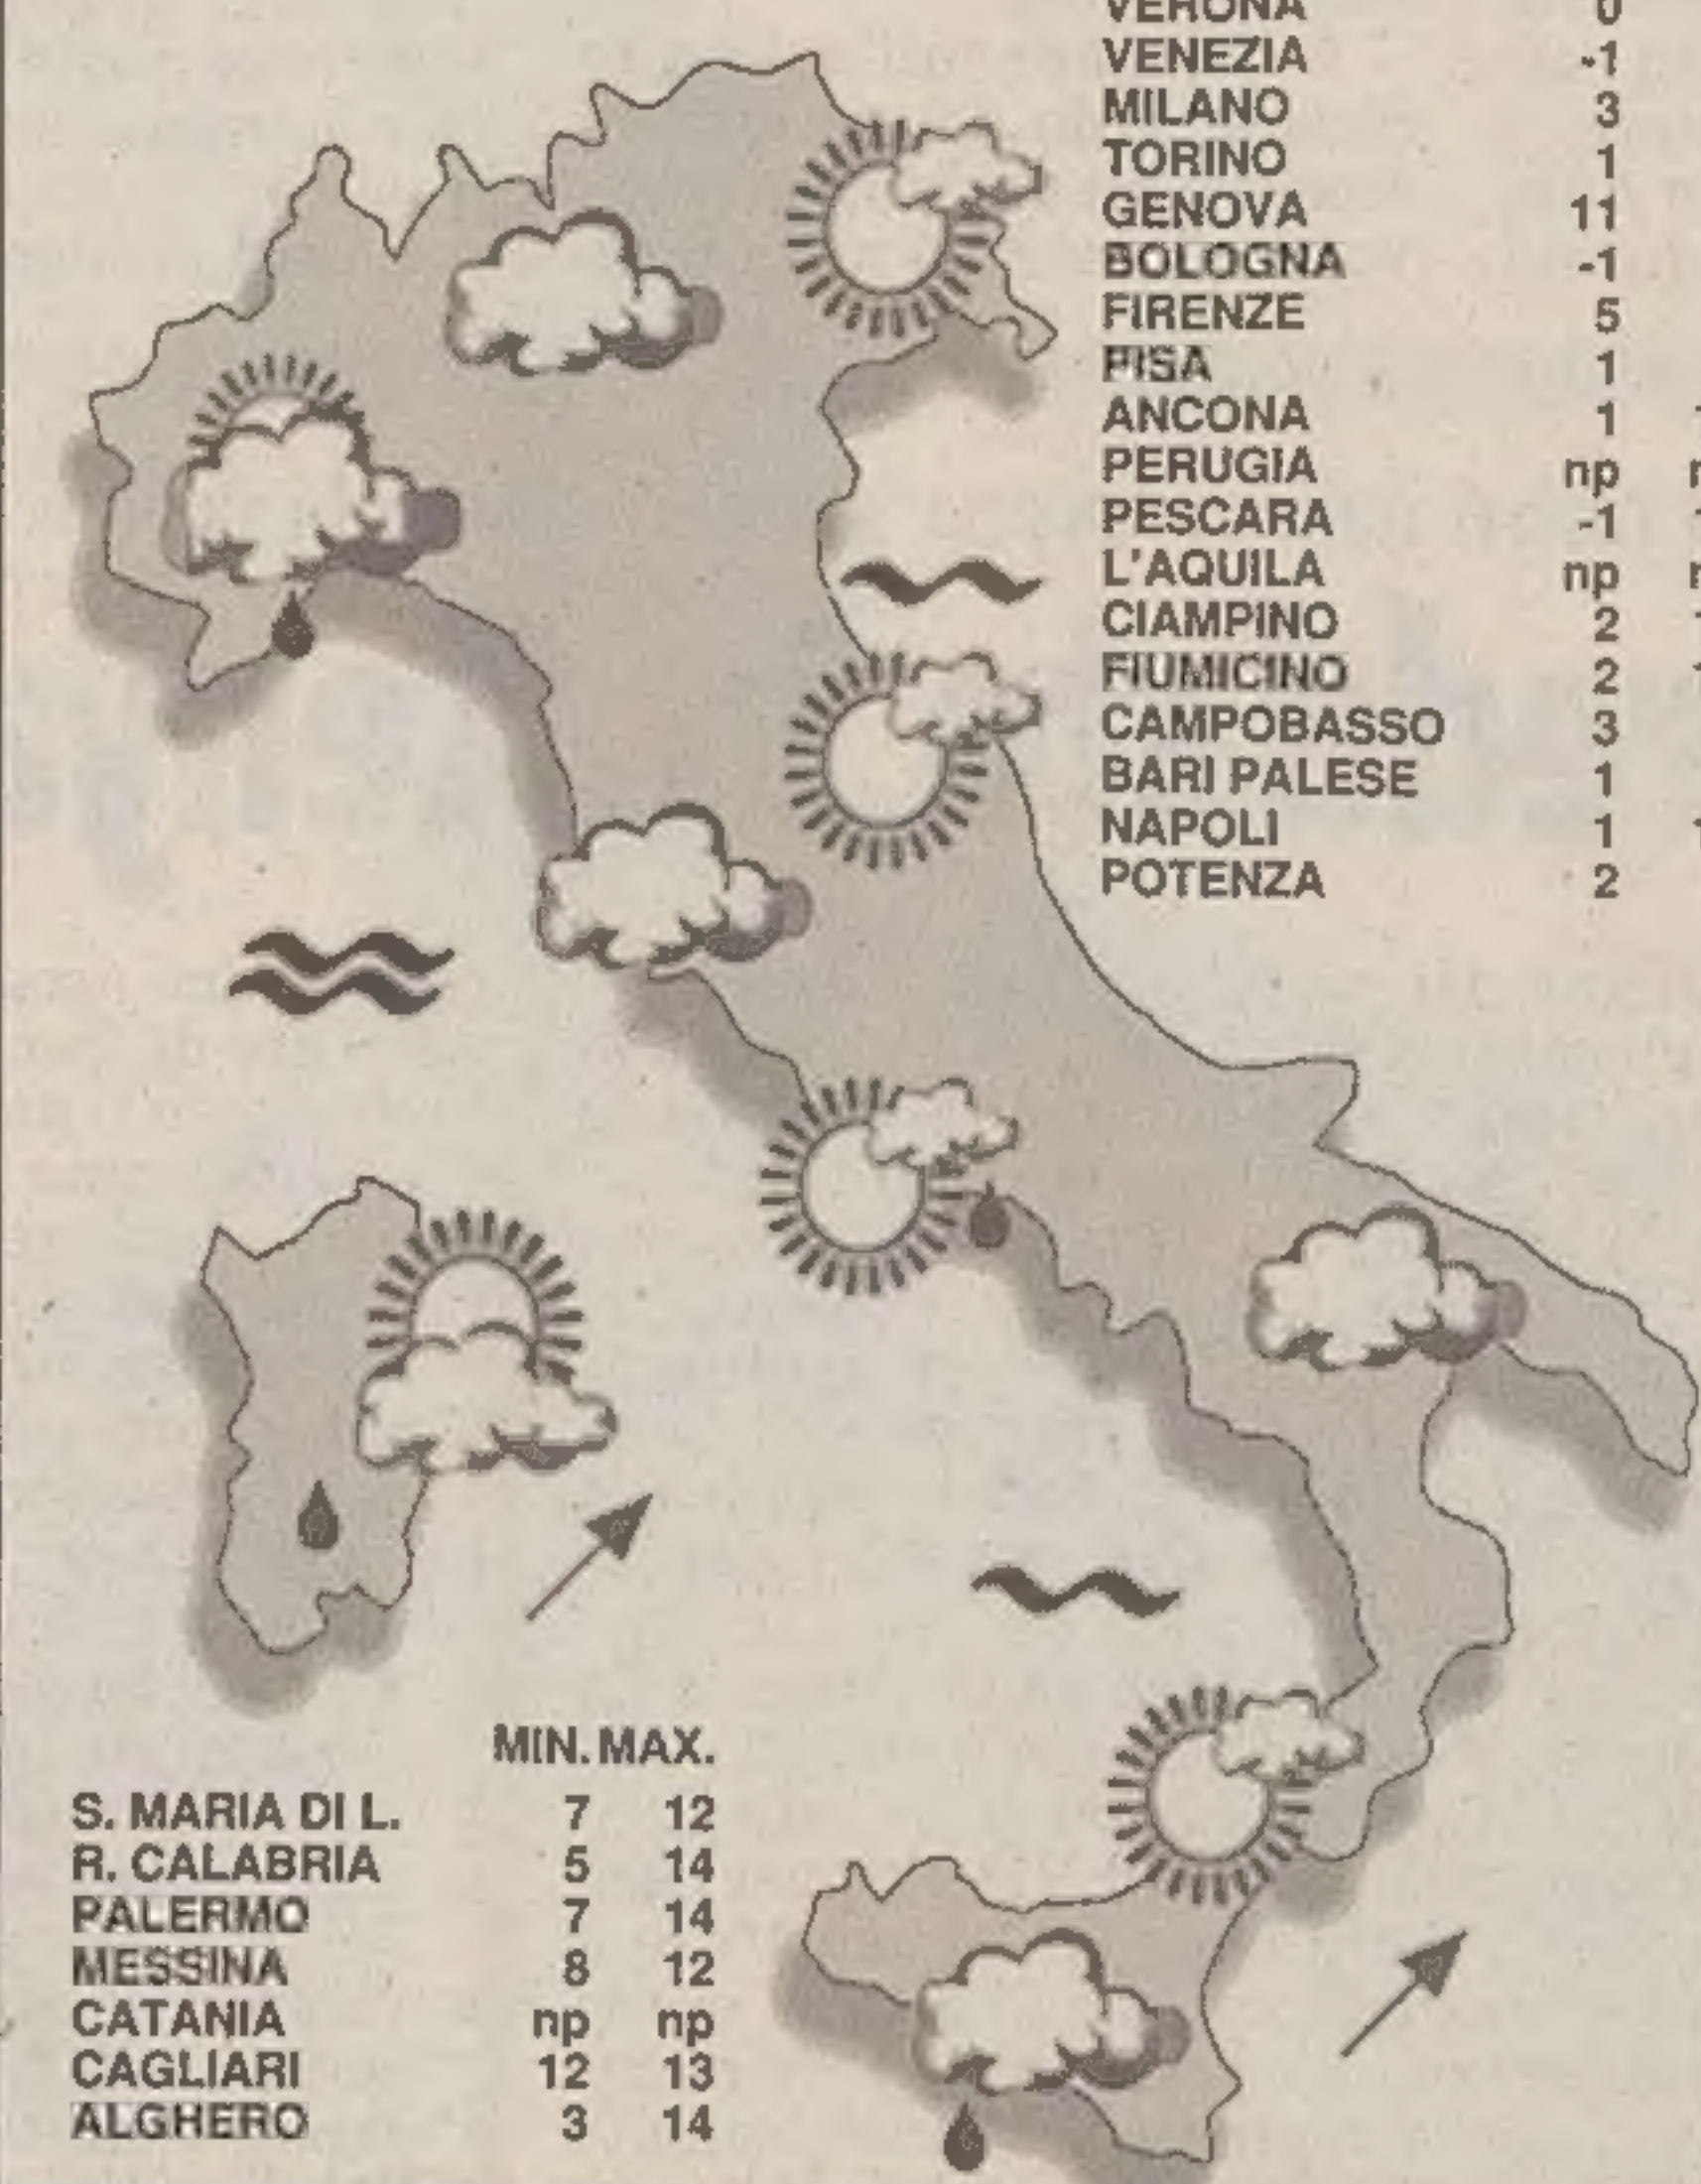 VERONA 0
VENEZIA -1
MILANO 3
TORINO 1
GENOVA 11
BOLOGNA -1
FIRENZE 5
PISA 1
ANCONA 1
PERUGIA np
PESCARA -1
L'AQUILA np
CIAMPINO 2
FIUMICINO 2
CAMPOBASSO 3
BARI PALESE 1
NAPOLI 1
POTENZA 2
MIN. MAX.
S. MARIA DI L. 7 12
R. CALABRIA 5 14
PALERMO 7 14
MESSINA 8 12
CATANIA np np
CAGLIARI 12 13
ALGHERO 3 14